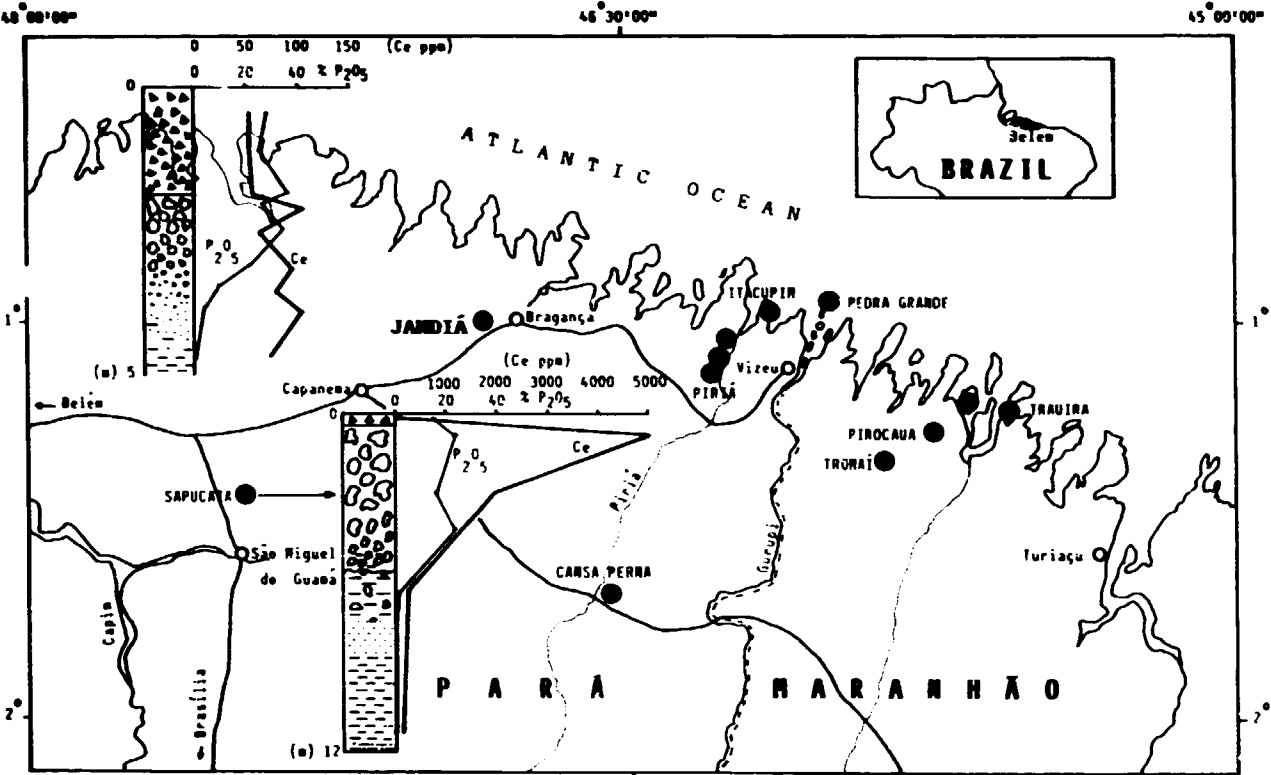 48°00'00" 46°30'00" 45°00'00"
0 50 100 150 (Ce ppm)
0 20 40 % P2O5
0
Belém
BRAZIL
ATLANTIC OCEAN
P2O5
Ce
ITACUPIM
PEDRA GRANDE
1°
JANDIÁ
Bragança
1°
(m) 5
(Ce ppm)
Vizeu
Capanema
1000 2000 3000 4000 5000
PIRIÁ
← Belém
0 20 40 % P2O5
0
TRAUIRA
PIROCAUA
P2O5
Ce
TROMAÍ
SAPUCAIA
Piriá
São Miguel
do Guamá
Gurupi
Turiaçu
CANSA PERNA
Capim
Brasília
PARÁ
MARANHÃO
2°
2°
(m) 12